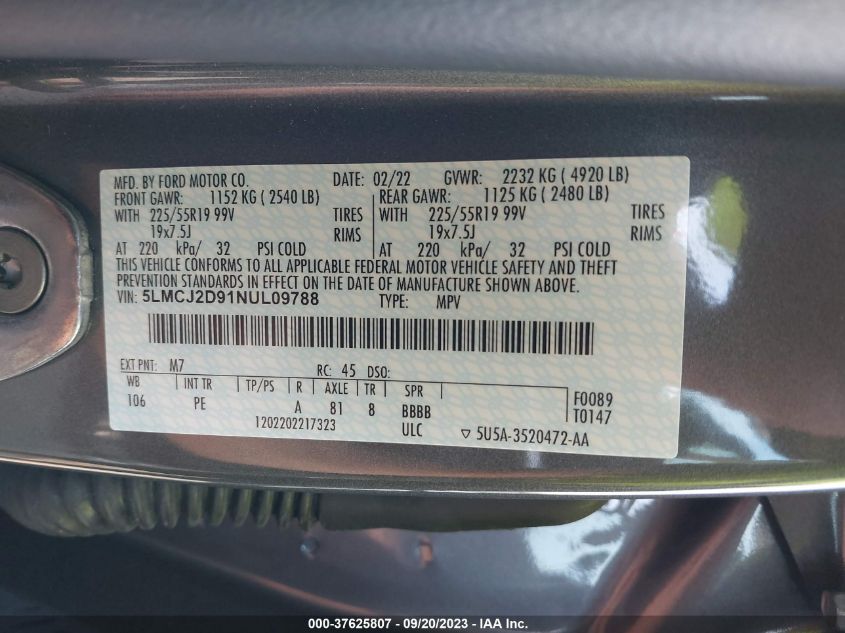 MFD. BY FORD MOTOR CO. DATE: 02/22 GVWR: 2232 KG ( 4920 LB)
FRONT GAWR: 1152 KG ( 2540 LB) REAR GAWR: 1125 KG ( 2480 LB)
WITH 225/55R19 99V TIRES WITH 225/55R19 99V TIRES
19x7.5J RIMS 19x7.5J RIMS
AT 220 kPa/ 32 PSI COLD AT 220 kPa/ 32 PSI COLD
THIS VEHICLE CONFORMS TO ALL APPLICABLE FEDERAL MOTOR VEHICLE SAFETY AND THEFT
PREVENTION STANDARDS IN EFFECT ON THE DATE OF MANUFACTURE SHOWN ABOVE.
VIN: 5LMCJ2D91NUL09788 TYPE: MPV
EXT PNT: M7 RC: 45 DSO:
WB INT TR TP/PS R AXLE TR SPR F0089
106 PE A 81 8 BBBB T0147
1202202217323 ULC ▽ 5U5A-3520472-AA
000-37625807 - 09/20/2023 - IAAI, Inc.